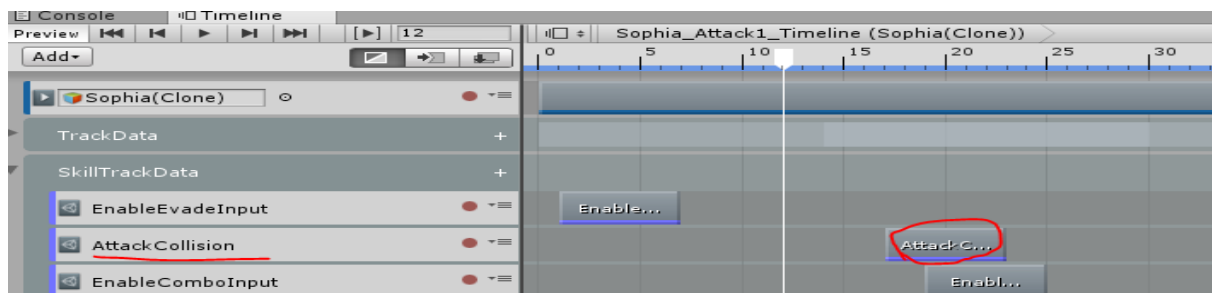 Console Timeline
Preview 12 Sophia_Attack1_Timeline (Sophia(Clone))
Add 0 5 10 15 20 25 30
Sophia(Clone)
TrackData
SkillTrackData
EnableEvadeInput Enable...
AttackCollision Attack C...
EnableComboInput Enabl...